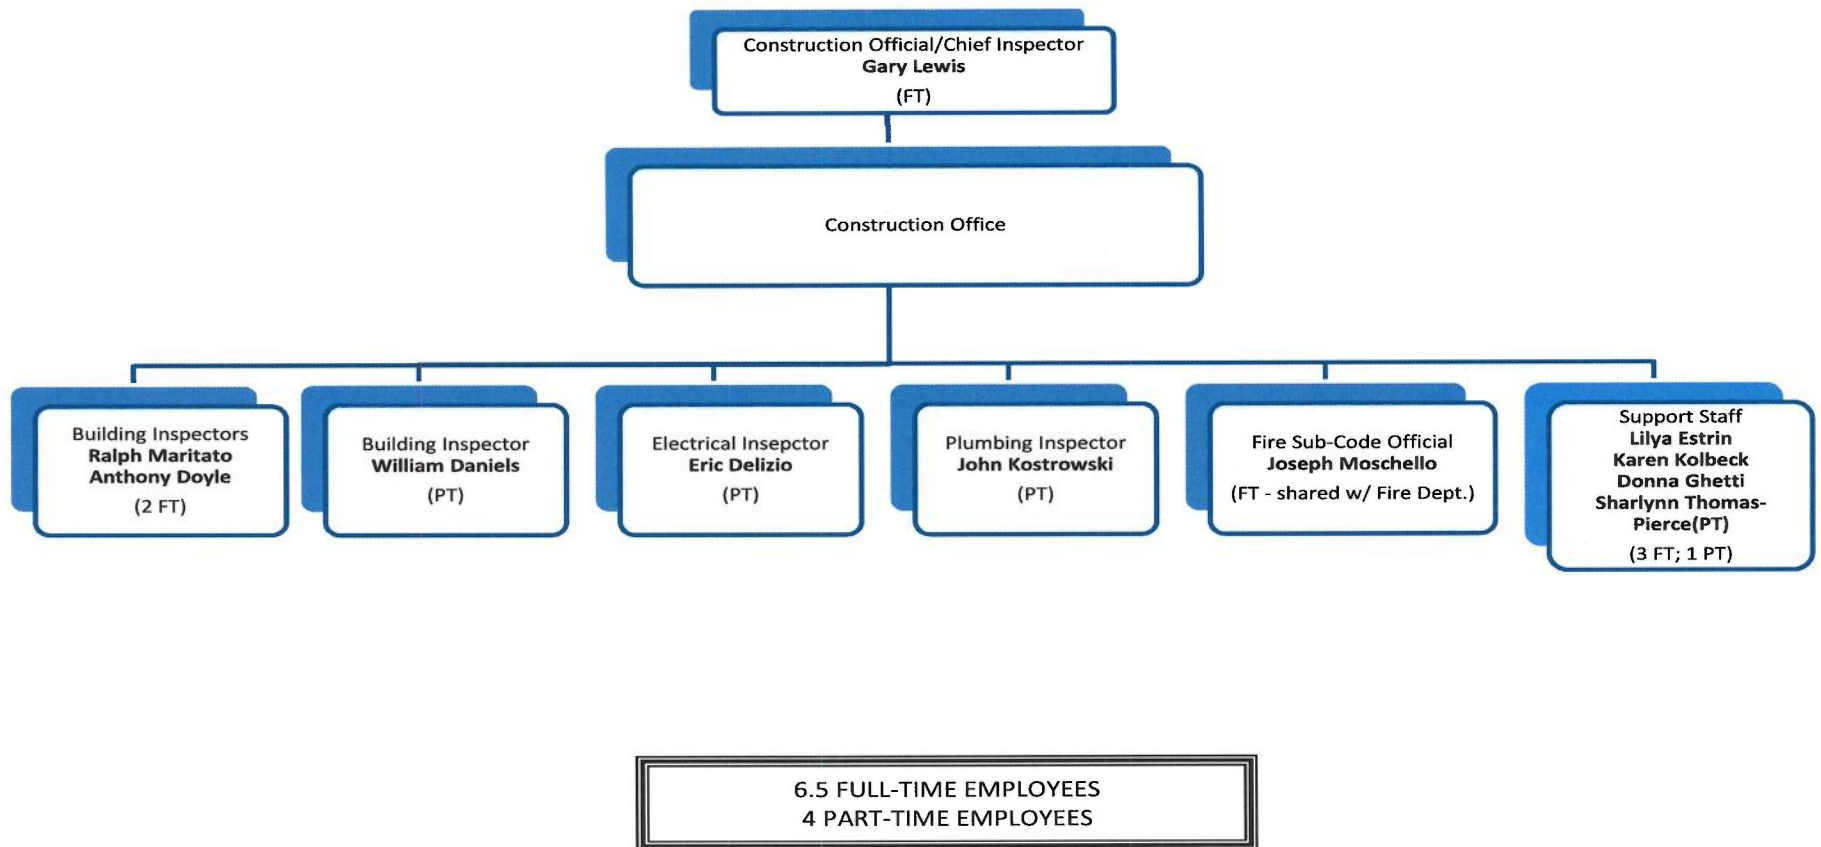 Construction Official/Chief Inspector
Gary Lewis
(FT)
Construction Office
Building Inspectors
Ralph Maritato
Anthony Doyle
(2 FT)
Building Inspector
William Daniels
(PT)
Electrical Insepctor
Eric Delizio
(PT)
Plumbing Inspector
John Kostrowski
(PT)
Fire Sub-Code Official
Joseph Moschello
(FT - shared w/ Fire Dept.)
Support Staff
Lilya Estrin
Karen Kolbeck
Donna Ghetti
Sharlynn Thomas-
Pierce(PT)
(3 FT; 1 PT)
6.5 FULL-TIME EMPLOYEES
4 PART-TIME EMPLOYEES